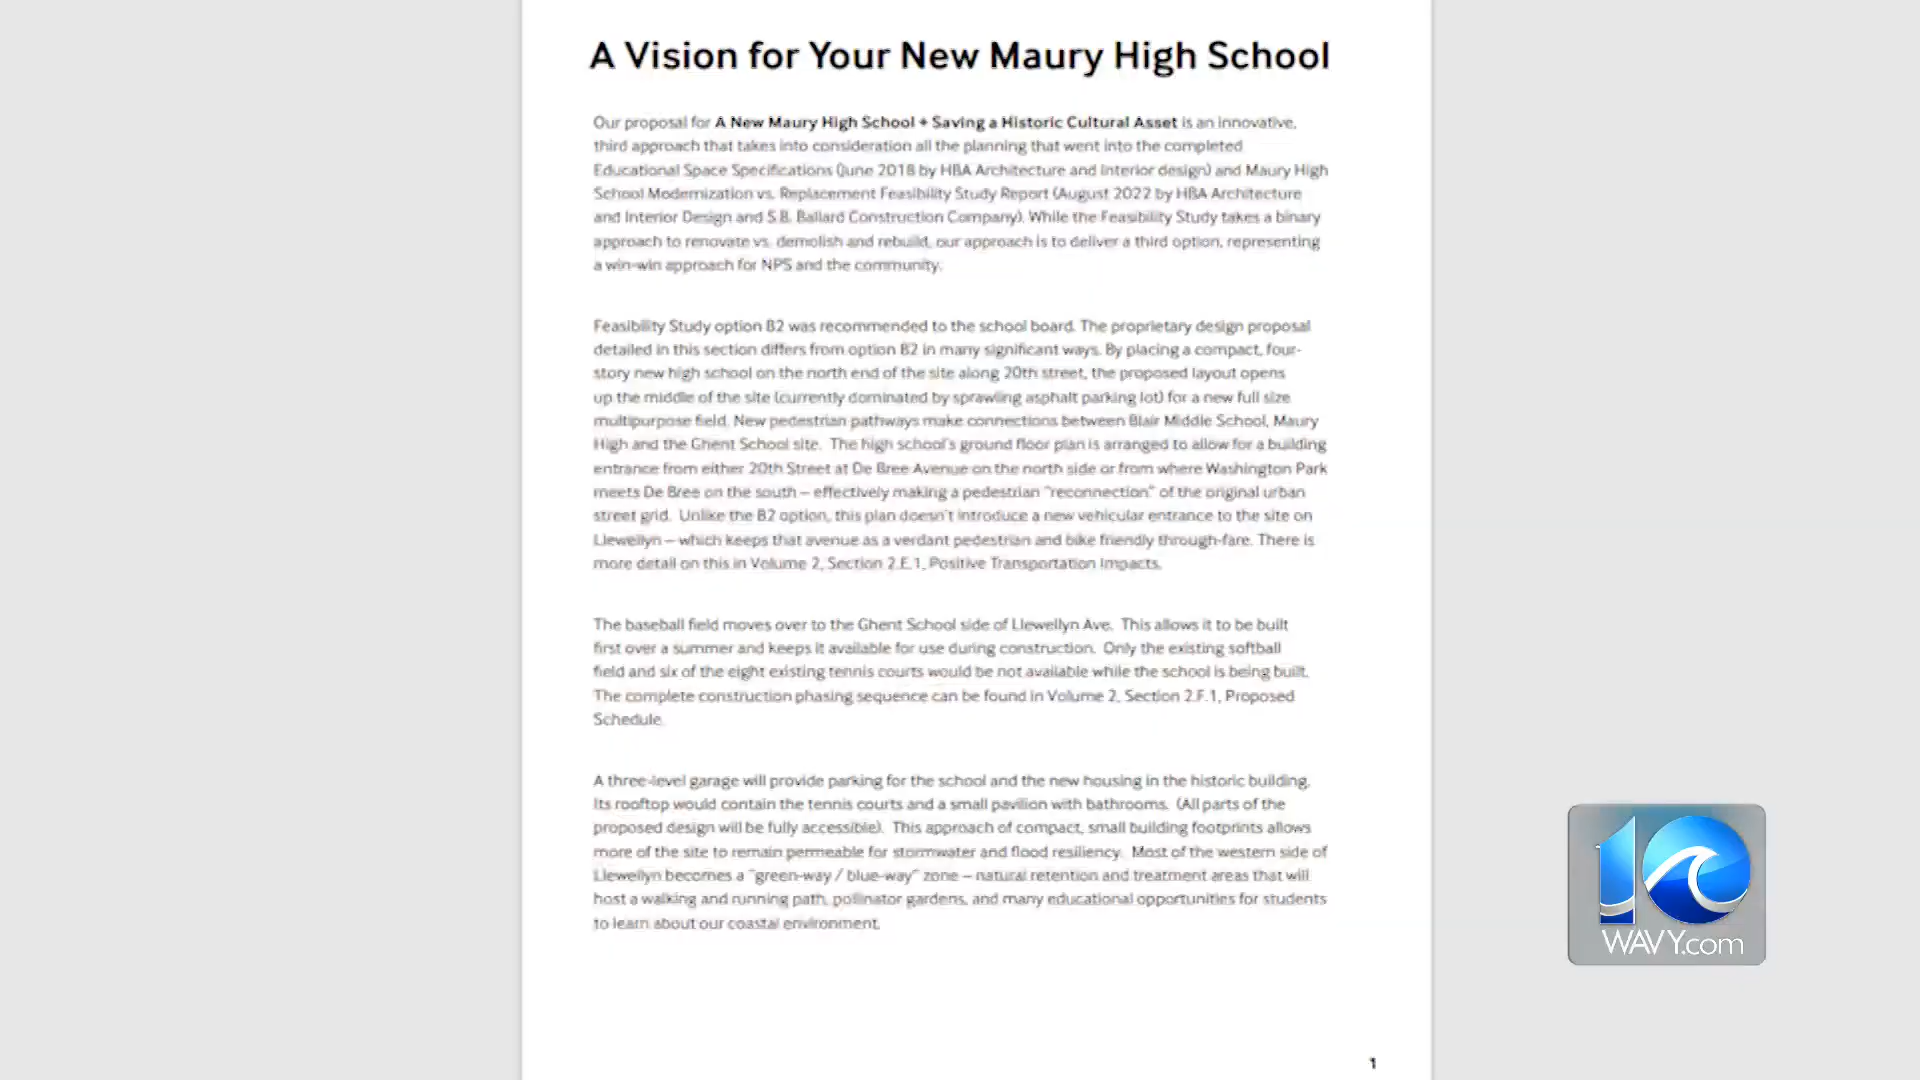 A Vision for Your New Maury High School
Our proposal for A New Maury High School + Saving a Historic Cultural Asset is an innovative,
third approach that takes into consideration all the planning that went into the completed
Educational Space Specifications (June 2018 by HBA Architecture and Interior design) and Maury High
School Modernization vs. Replacement Feasibility Study Report (August 2022 by HBA Architecture
and Interior Design and S.B. Ballard Construction Company). While the Feasibility Study takes a binary
approach to renovate vs. demolish and rebuild, our approach is to deliver a third option, representing
a win-win approach for NPS and the community.
Feasibility Study option B2 was recommended to the school board. The proprietary design proposal
detailed in this section differs from option B2 in many significant ways. By placing a compact, four-
story new high school on the north end of the site along 20th street, the proposed layout opens
up the middle of the site (currently dominated by sprawling asphalt parking lot) for a new full size
multipurpose field. New pedestrian pathways make connections between Blair Middle School, Maury
High and the Ghent School site. The high school's ground floor plan is arranged to allow for a building
entrance from either 20th Street at De Bree Avenue on the north side or from where Washington Park
meets De Bree on the south – effectively making a pedestrian "reconnection" of the original urban
street grid. Unlike the B2 option, this plan doesn't introduce a new vehicular entrance to the site on
Llewellyn – which keeps that avenue as a verdant pedestrian and bike friendly through-fare. There is
more detail on this in Volume 2, Section 2.E.1, Positive Transportation Impacts.
The baseball field moves over to the Ghent School side of Llewellyn Ave. This allows it to be built
first over a summer and keeps it available for use during construction. Only the existing softball
field and six of the eight existing tennis courts would be not available while the school is being built.
The complete construction phasing sequence can be found in Volume 2, Section 2.F.1, Proposed
Schedule.
A three-level garage will provide parking for the school and the new housing in the historic building.
Its rooftop would contain the tennis courts and a small pavilion with bathrooms. (All parts of the
proposed design will be fully accessible). This approach of compact, small building footprints allows
more of the site to remain permeable for stormwater and flood resiliency. Most of the western side of
Llewellyn becomes a "green-way / blue-way" zone – natural retention and treatment areas that will
host a walking and running path, pollinator gardens, and many educational opportunities for students
to learn about our coastal environment.
1
10
WAVY.com